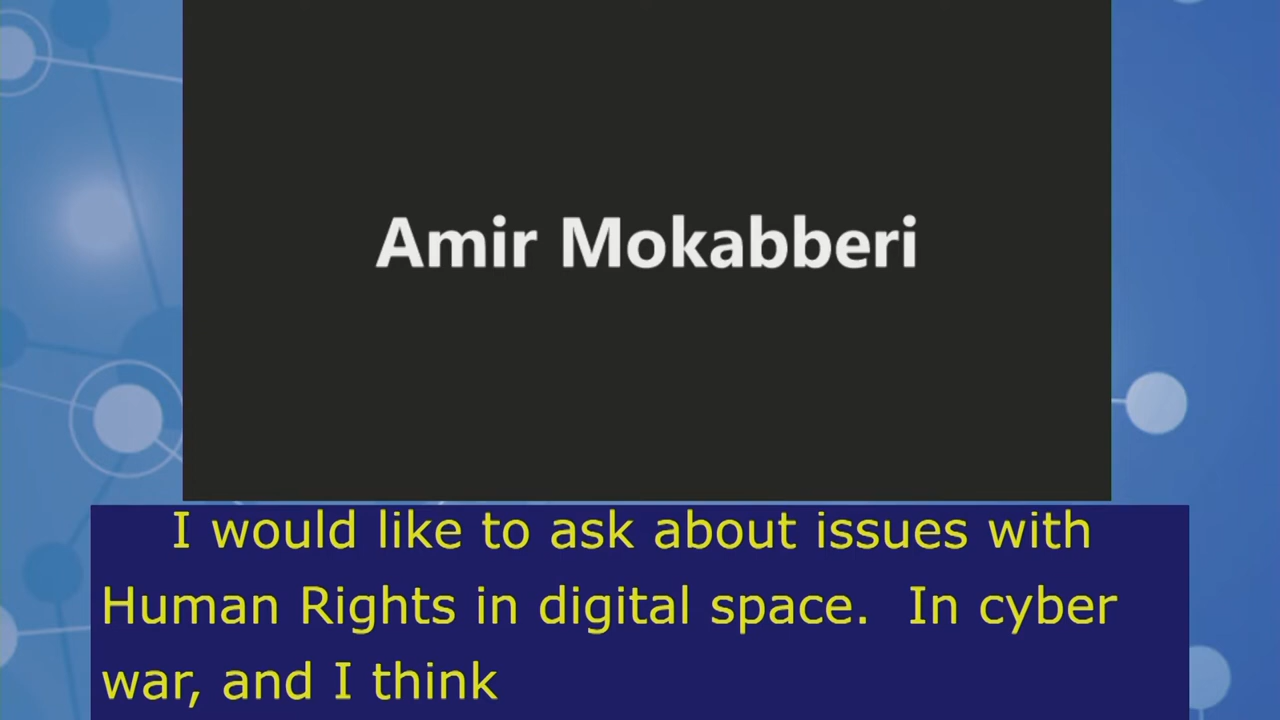 Amir Mokabberi
I would like to ask about issues with
Human Rights in digital space.  In cyber
war, and I think